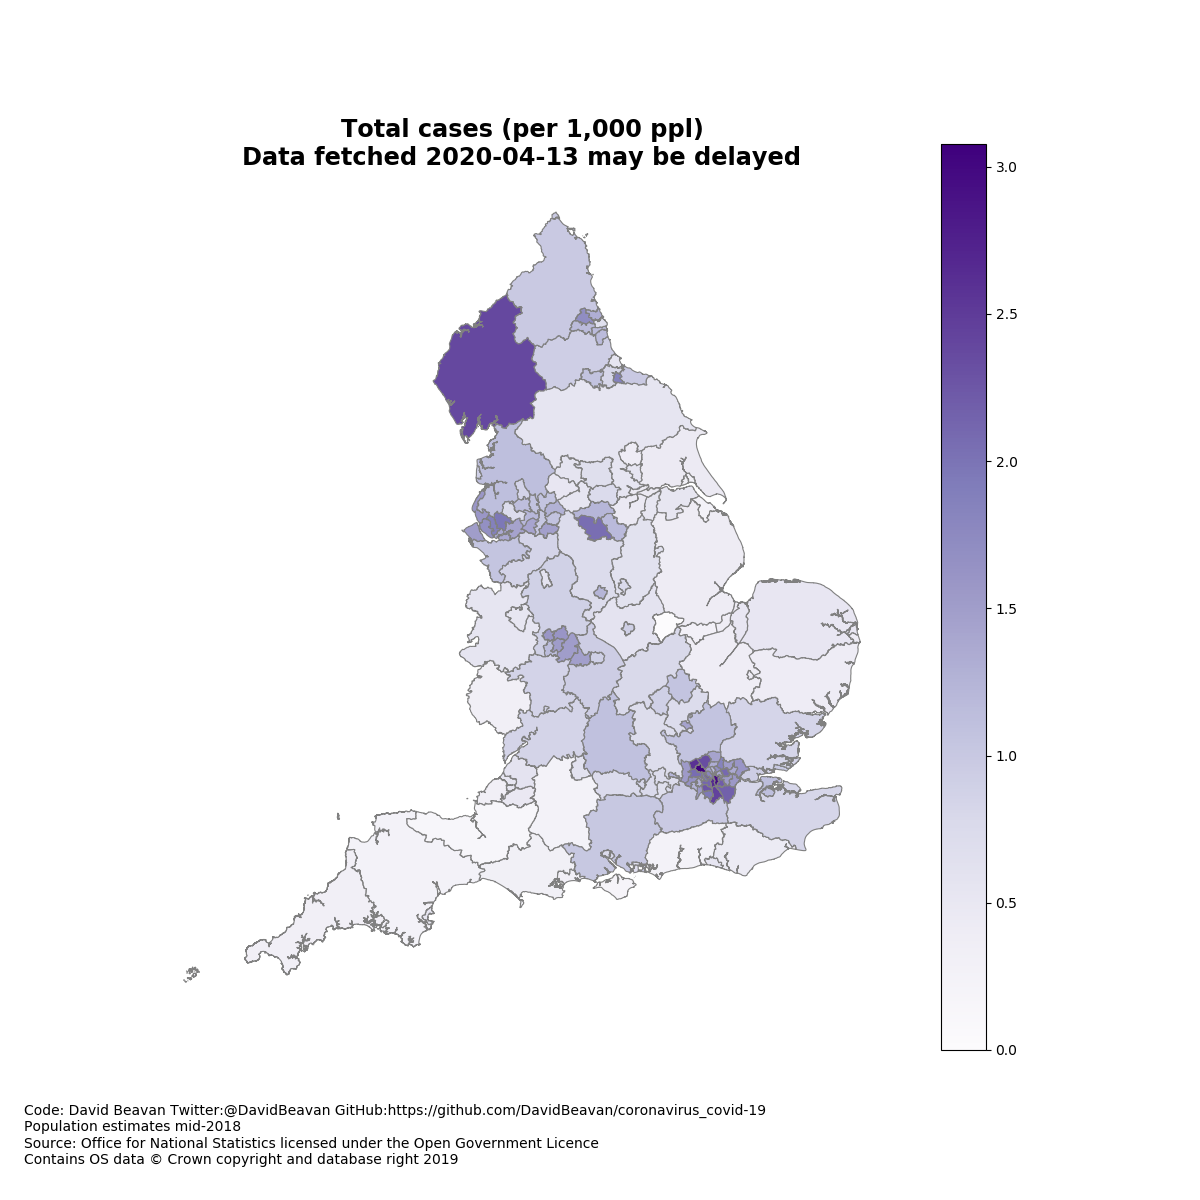 Total cases (per 1,000 ppl)
Data fetched 2020-04-13 may be delayed
3.0
2.5
2.0
1.5
1.0
0.5
0.0
Code: David Beavan Twitter:@DavidBeavan GitHub:https://github.com/DavidBeavan/coronavirus_covid-19
Population estimates mid-2018
Source: Office for National Statistics licensed under the Open Government Licence
Contains OS data © Crown copyright and database right 2019